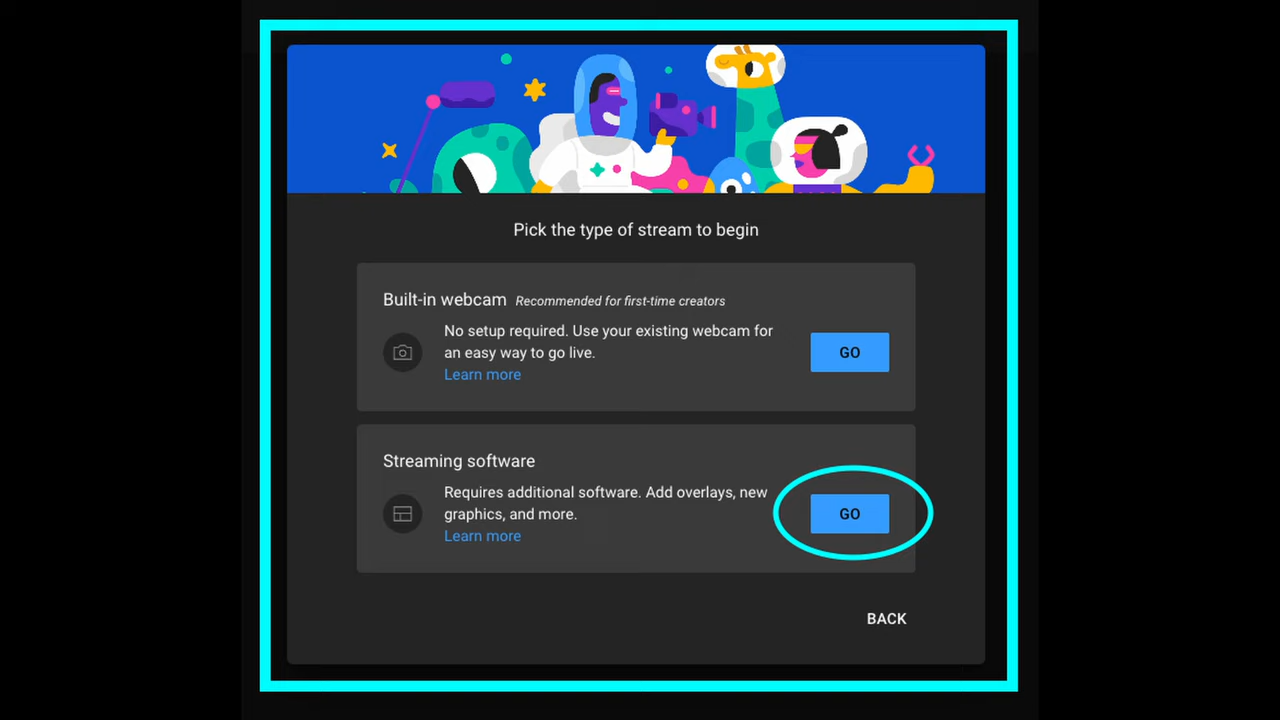 Pick the type of stream to begin
Built-in webcam Recommended for first-time creators
No setup required. Use your existing webcam for
an easy way to go live.
Learn more
GO
Streaming software
Requires additional software. Add overlays, new
graphics, and more.
Learn more
GO
BACK